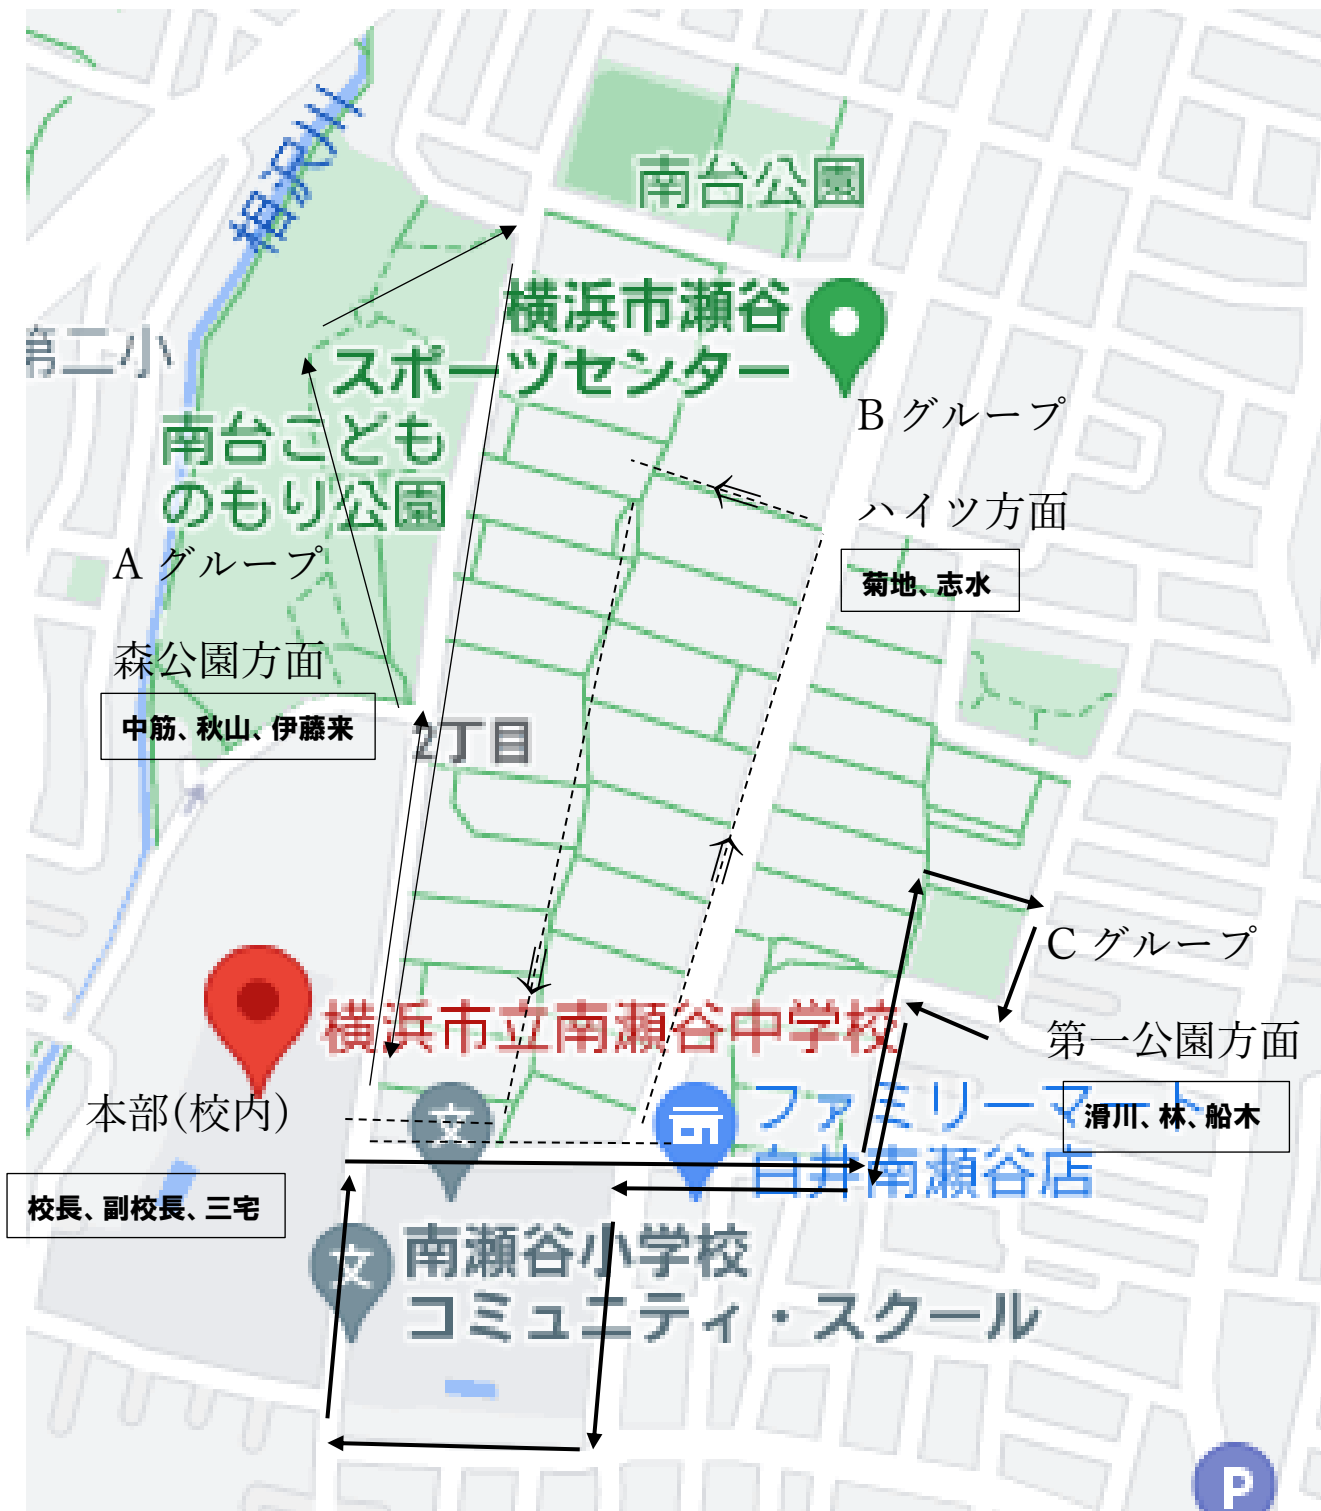 相沢川
南台公園
横浜市瀬谷
スポーツセンター
第二小
南台こども
のもり公園
Bグループ
ハイツ方面
菊地、志水
Aグループ
森公園方面
中筋、秋山、伊藤来
2丁目
Cグループ
第一公園方面
滑川、林、船木
横浜市立南瀬谷中学校
本部(校内)
校長、副校長、三宅
文
ファミリーマート
白井南瀬谷店
文
南瀬谷小学校
コミュニティ・スクール
P